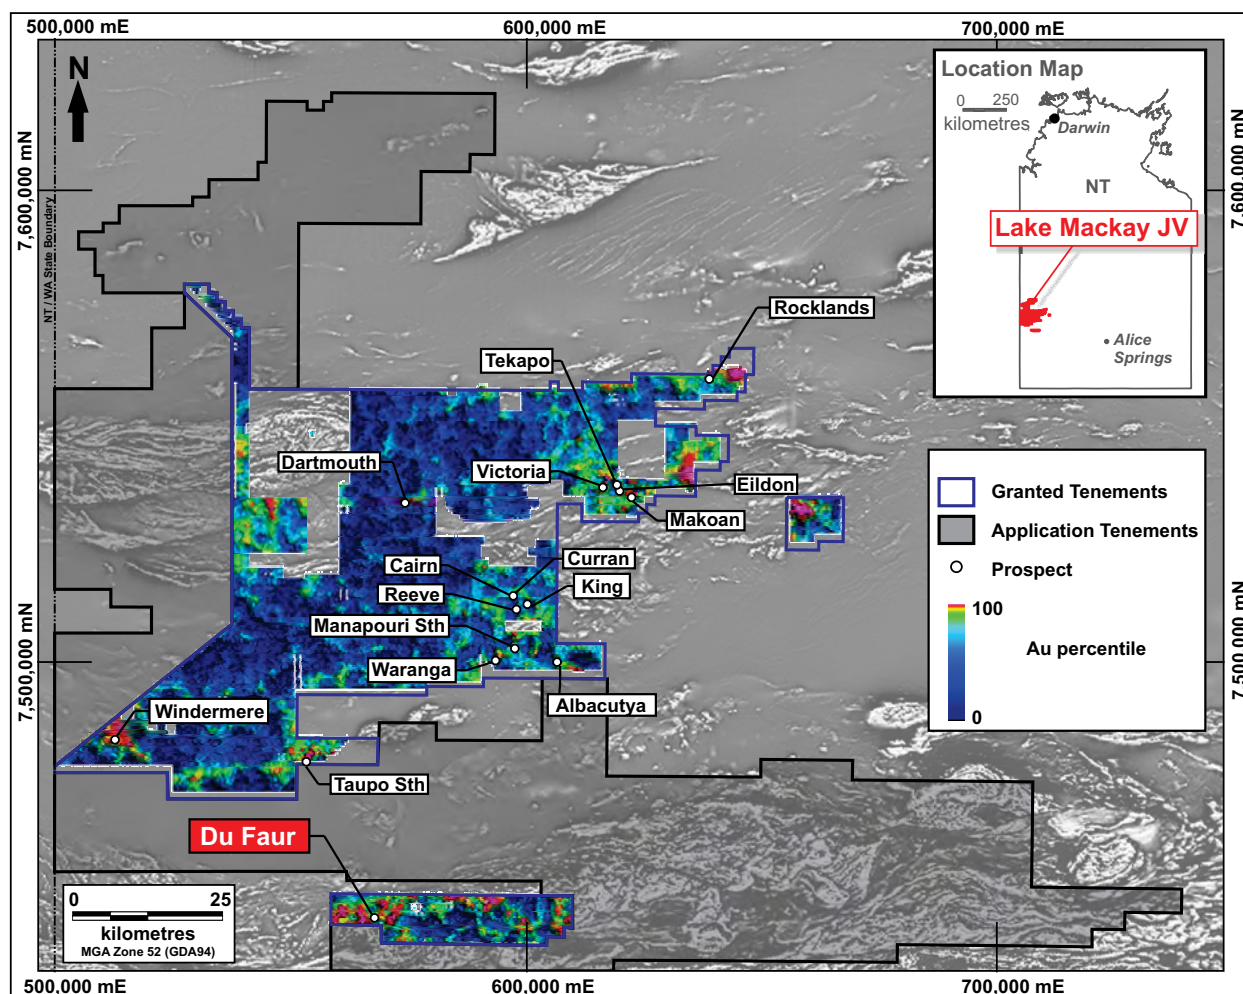 500,000 mE
600,000 mE
700,000 mE
N
7,600,000 mN
NT / WA State Boundary
Location Map
0 250
kilometres
Darwin
NT
Lake Mackay JV
Alice
Springs
7,600,000 mN
Rocklands
Tekapo
Dartmouth
Victoria
Eildon
Makoan
Granted Tenements
Application Tenements
Prospect
100
Au percentile
0
Curran
Cairn
King
Reeve
Manapouri Sth
Waranga
Albacutya
7,500,000 mN
7,500,000 mN
Windermere
Taupo Sth
Du Faur
0 25
kilometres
MGA Zone 52 (GDA94)
500,000 mE
600,000 mE
700,000 mE